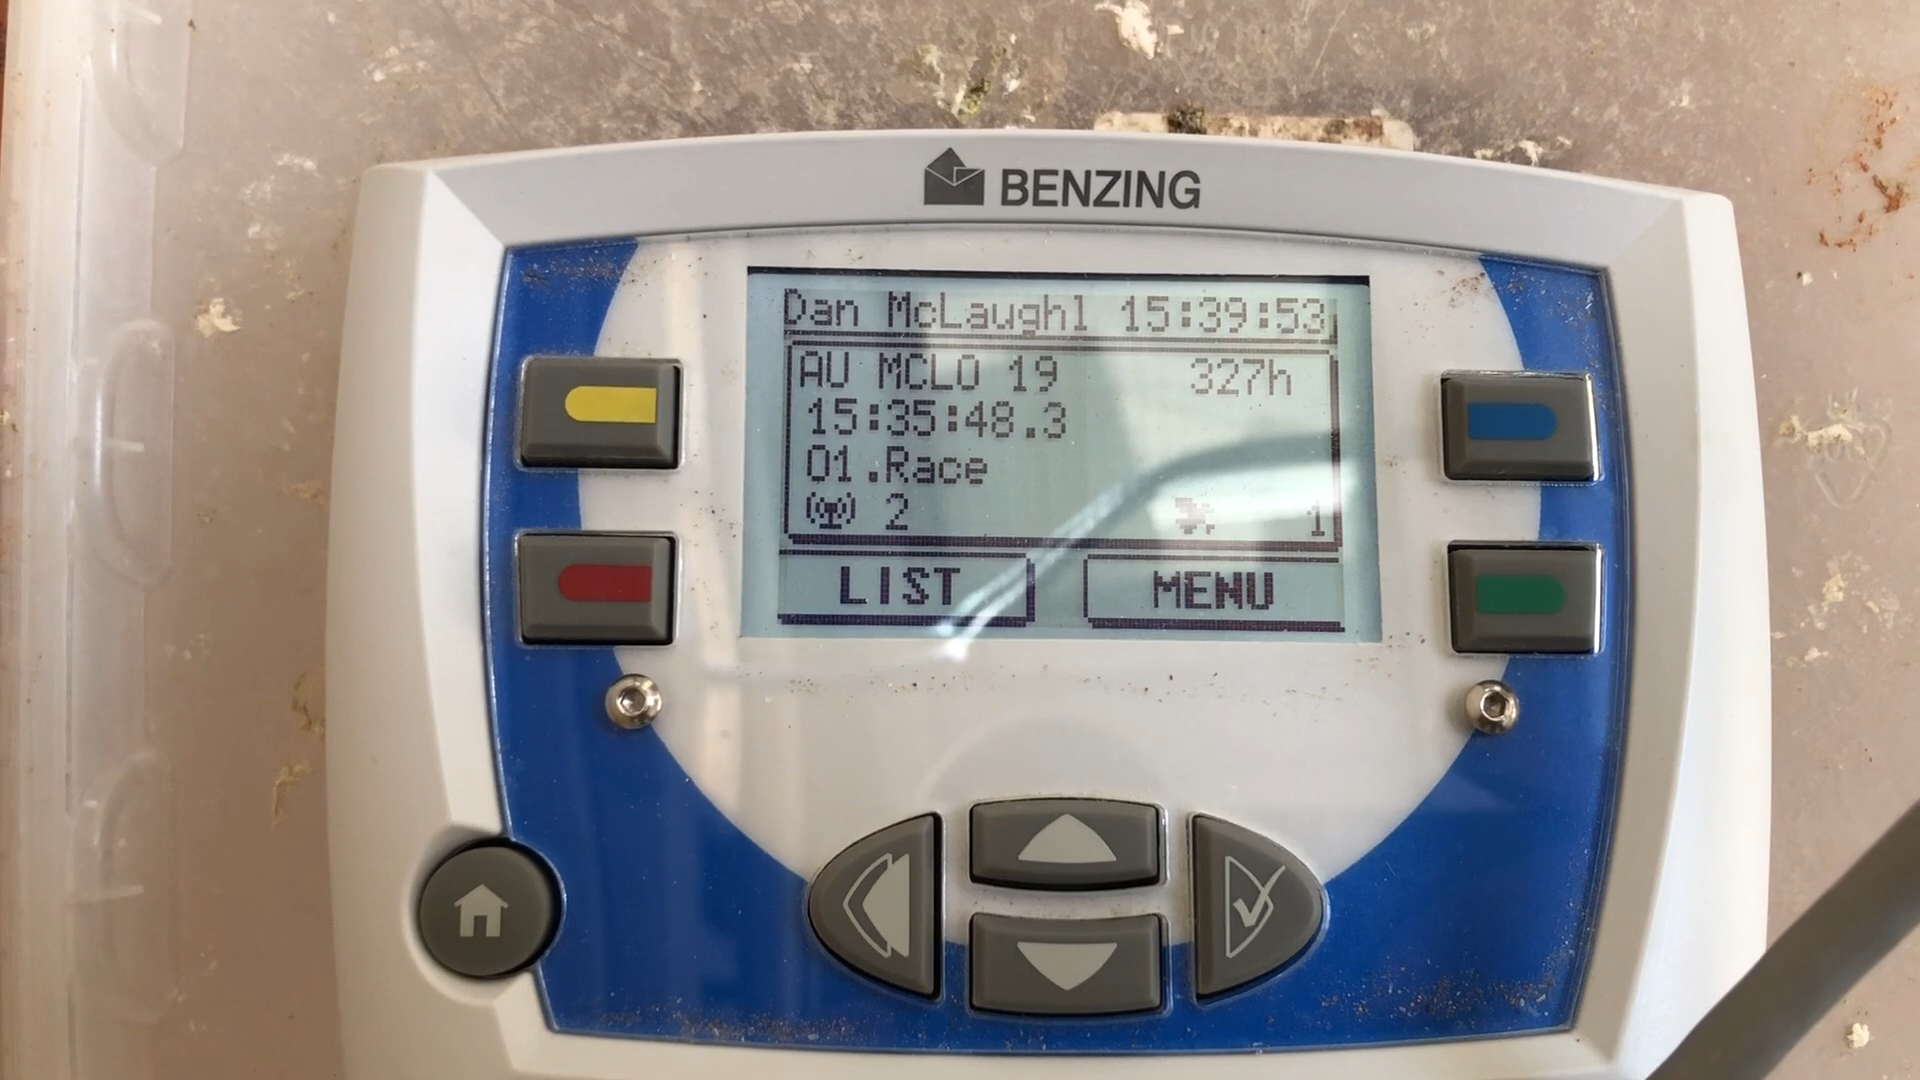 BENZING
Dan McLaughl 15:39:53
AU MCLO 19 327h
15:35:48.3
01.Race
2 1
LIST MENU